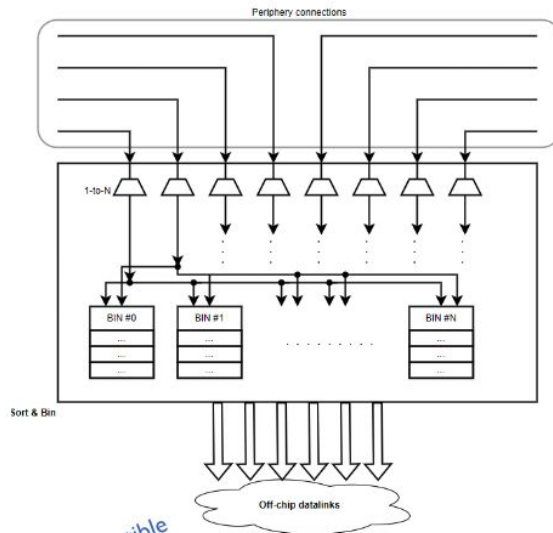 Periphery connections
1-to-N
BIN #0
BIN #1
BIN #N
... ... ...
... ... ...
... ... ...
Sort & Bin
Off-chip datalinks